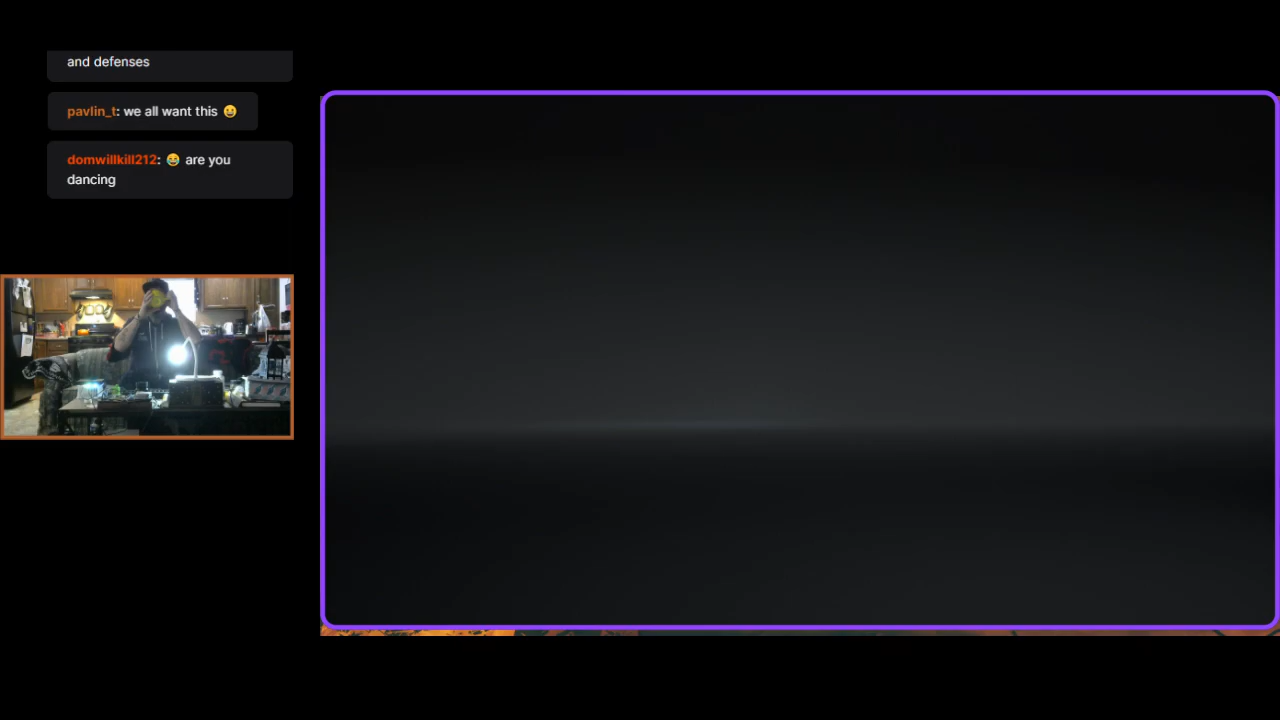 and defenses
pavlin_t: we all want this 😀
domwillkill212: 😂 are you
dancing